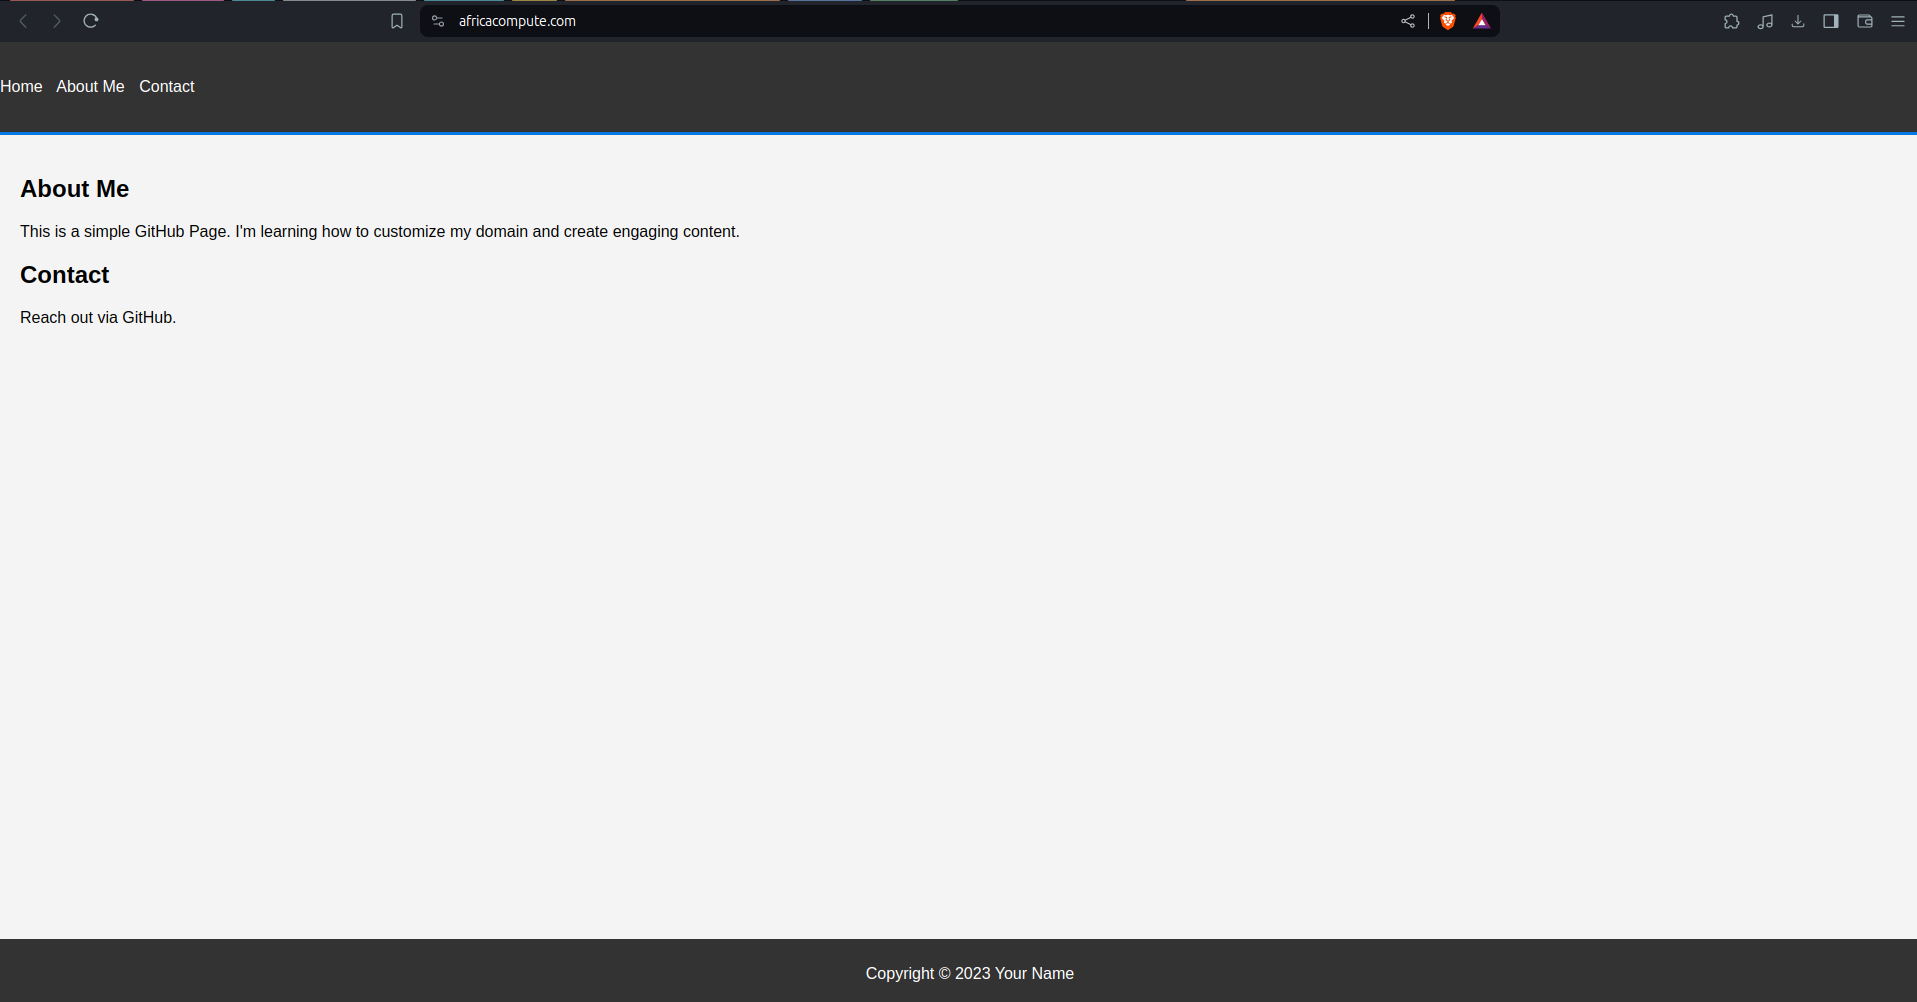 africacompute.com
Home About Me Contact
About Me
This is a simple GitHub Page. I'm learning how to customize my domain and create engaging content.
Contact
Reach out via GitHub.
Copyright © 2023 Your Name